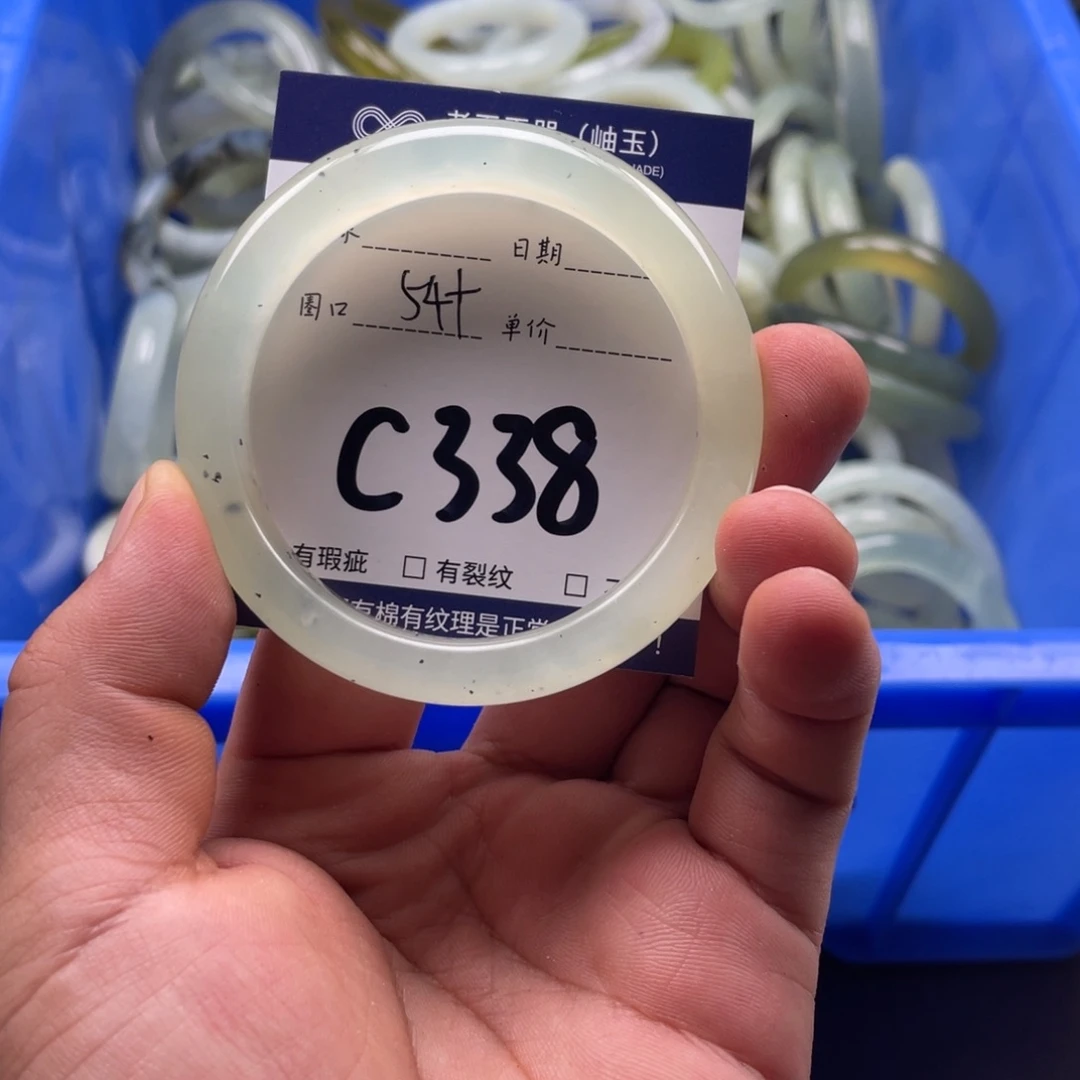 （岫玉）
JADE)
日期
圈口 54+ 单价
C338
有瑕疵 □ 有裂纹 □
有棉有纹理是正常 !